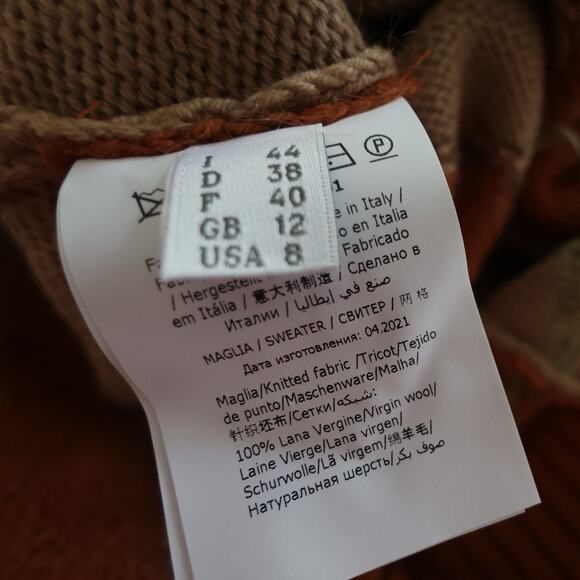 I 44
D 38
F 40
GB 12
USA 8
P
1
e in Italy /
o en Italia
Fabricado
/ Hergestellt
/ Сделано в
em Itália / 意大利制造 /
Италии / صنع في إيطاليا
MAGLIA / SWEATER / СВИТЕР / 网格
Дата изготовления: 04.2021
Maglia/Knitted fabric /Tricot/Tejido
de punto/Maschenware/Malha/
针织坯布/Сетки/شبكه:
100% Lana Vergine/Virgin wool/
Laine Vierge/Lana virgen/
Schurwolle/Lã virgem/绵羊毛/
Натуральная шерсть/صوف بكر